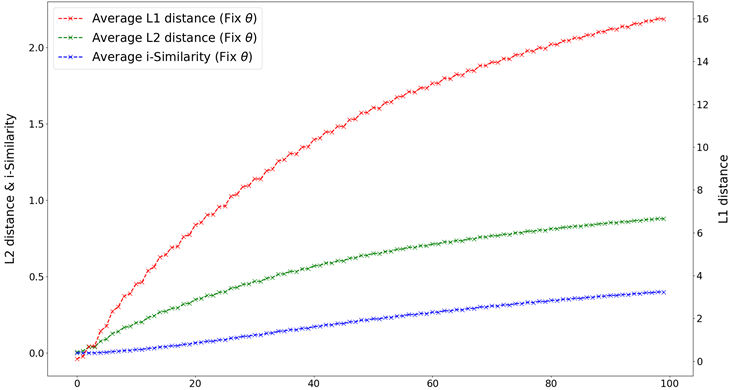 Average L1 distance (Fix θ)
Average L2 distance (Fix θ)
Average i-Similarity (Fix θ)
L2 distance & i-Similarity
2.0
1.5
1.0
0.5
0.0
L1 distance
16
14
12
10
8
6
4
2
0
0 20 40 60 80 100